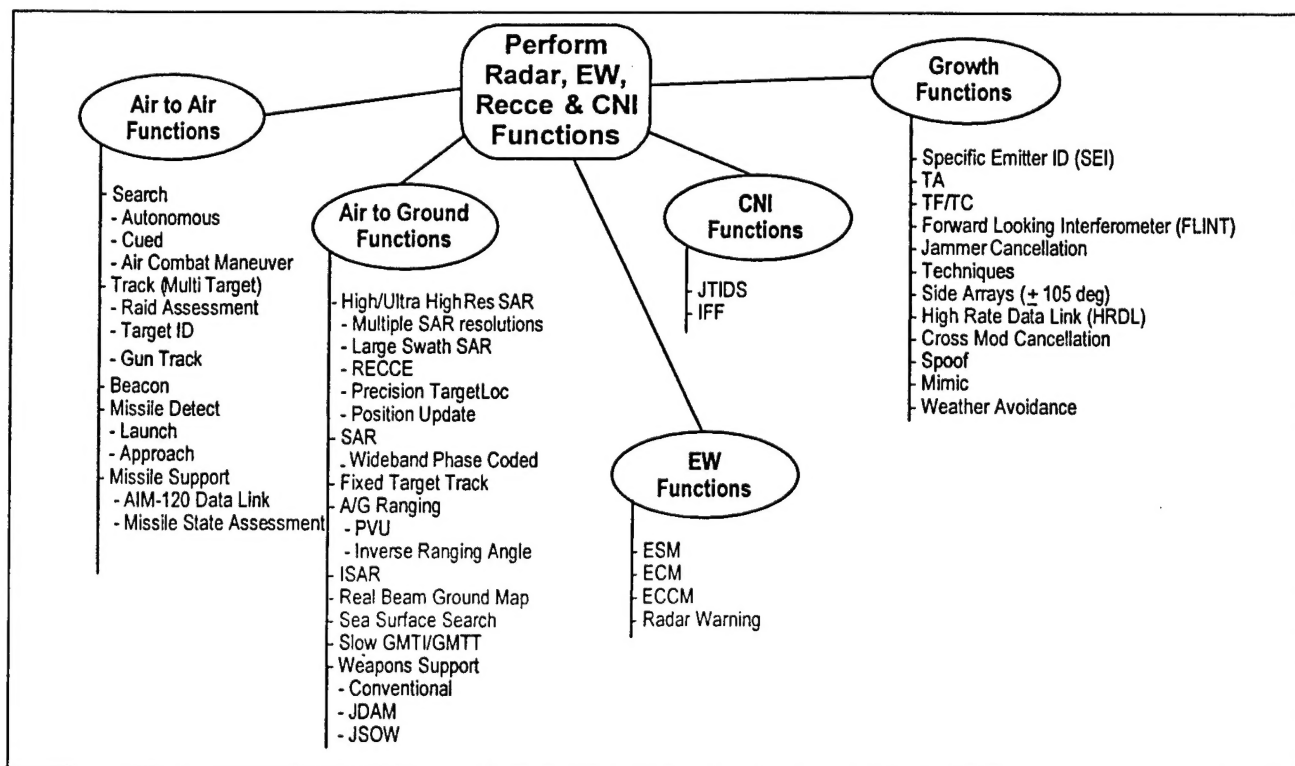 Perform
Radar, EW,
Recce & CNI
Functions
Air to Air
Functions
Search
- Autonomous
- Cued
- Air Combat Maneuver
Track (Multi Target)
- Raid Assessment
- Target ID
- Gun Track
Beacon
Missile Detect
- Launch
- Approach
Missile Support
- AIM-120 Data Link
- Missile State Assessment
Air to Ground
Functions
High/Ultra High Res SAR
- Multiple SAR resolutions
- Large Swath SAR
- RECCE
- Precision TargetLoc
- Position Update
SAR
- Wideband Phase Coded
Fixed Target Track
A/G Ranging
- PVU
- Inverse Ranging Angle
ISAR
Real Beam Ground Map
Sea Surface Search
Slow GMTI/GMTT
Weapons Support
- Conventional
- JDAM
- JSOW
EW
Functions
ESM
ECM
ECCM
Radar Warning
CNI
Functions
JTIDS
IFF
Growth
Functions
Specific Emitter ID (SEI)
TA
TF/TC
Forward Looking Interferometer (FLINT)
Jammer Cancellation
Techniques
Side Arrays (± 105 deg)
High Rate Data Link (HRDL)
Cross Mod Cancellation
Spoof
Mimic
Weather Avoidance